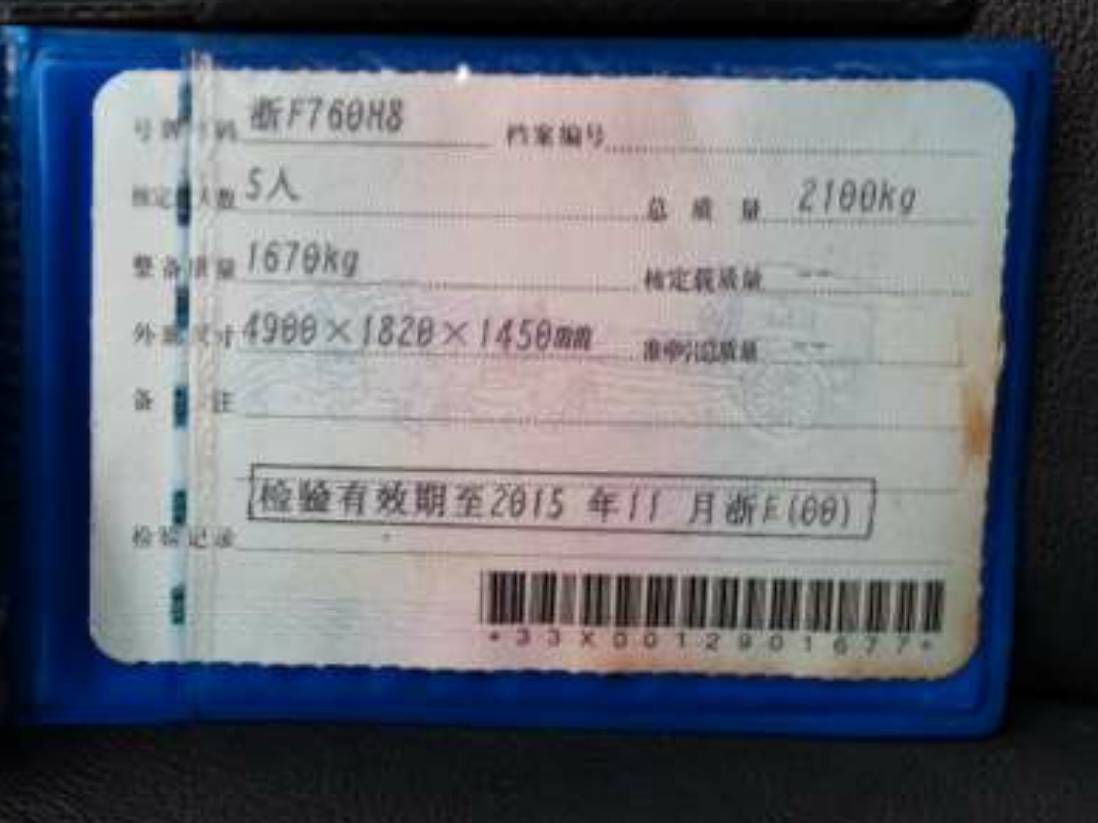 号牌号码 浙F760H8 档案编号
核定载人数 5人 总质量 2100kg
整备质量 1670kg 核定载质量 --
外廓尺寸 4900×1820×1450mm 准牵引总质量 --
备注
检验有效期至2015 年11 月浙E(00)
检验记录
*33X0012901677*